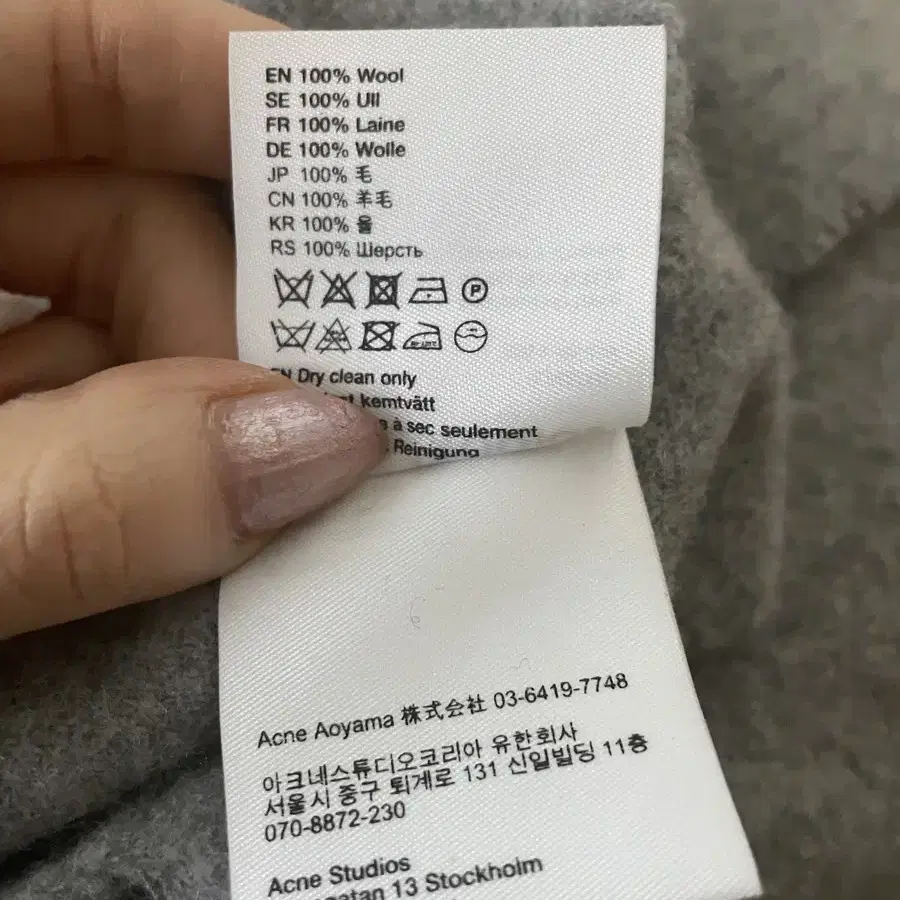 EN 100% Wool
SE 100% Ull
FR 100% Laine
DE 100% Wolle
JP 100% 毛
CN 100% 羊毛
KR 100% 울
RS 100% Шерсть
P
Dry clean only
kemtvätt
à sec seulement
Reinigung
Acne Aoyama 株式会社 03-6419-7748
아크네스튜디오코리아 유한회사
서울시 중구 퇴계로 131 신일빌딩 11층
070-8872-230
Acne Studios
13 Stockholm